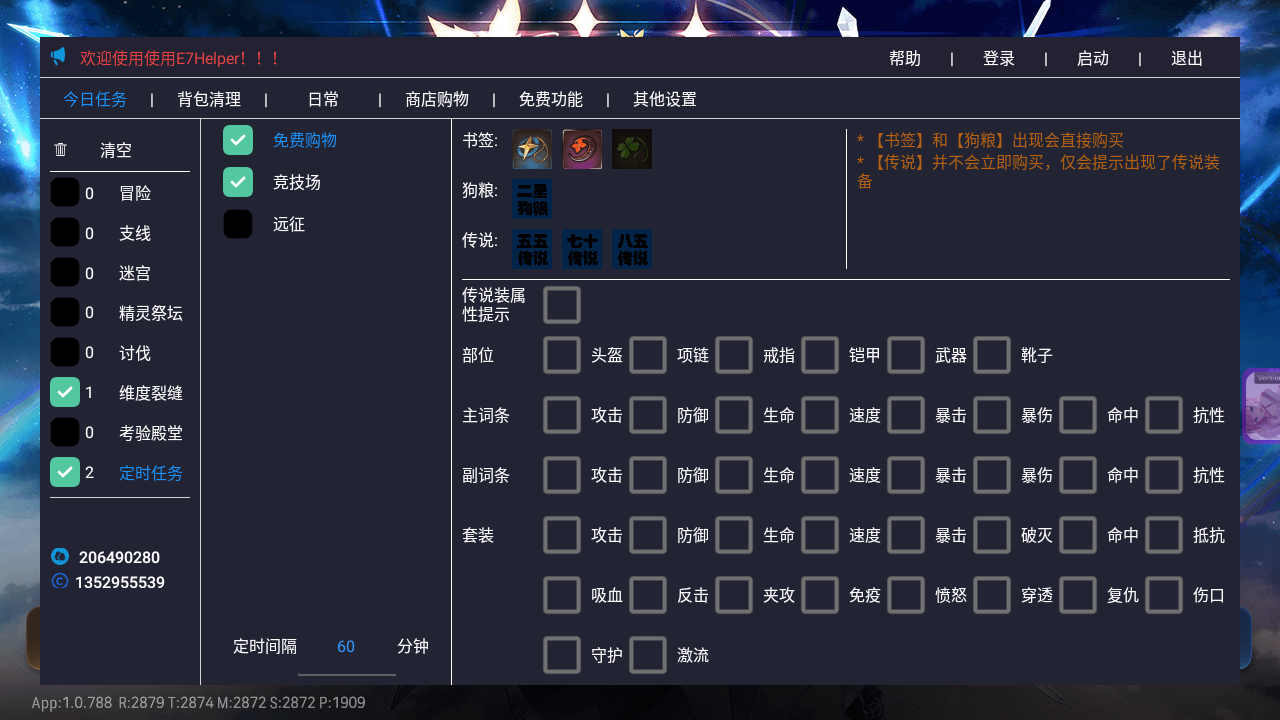 欢迎使用使用E7Helper！！！
帮助 | 登录 | 启动 | 退出
今日任务 | 背包清理 | 日常 | 商店购物 | 免费功能 | 其他设置
清空
0 冒险
0 支线
0 迷宫
0 精灵祭坛
0 讨伐
1 维度裂缝
0 考验殿堂
2 定时任务
206490280
1352955539
免费购物
竞技场
远征
定时间隔 60 分钟
书签:
狗粮: 二星狗粮
传说: 五五传说 七十传说 八五传说
* 【书签】和【狗粮】出现会直接购买
* 【传说】并不会立即购买，仅会提示出现了传说装
备
传说装属
性提示
部位 头盔 项链 戒指 铠甲 武器 靴子
主词条 攻击 防御 生命 速度 暴击 暴伤 命中 抗性
副词条 攻击 防御 生命 速度 暴击 暴伤 命中 抗性
套装 攻击 防御 生命 速度 暴击 破灭 命中 抵抗
吸血 反击 夹攻 免疫 愤怒 穿透 复仇 伤口
守护 激流
Version
App:1.0.788 R:2879 T:2874 M:2872 S:2872 P:1909